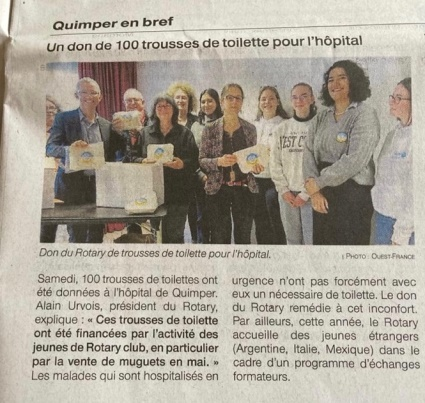 Quimper en bref
Un don de 100 trousses de toilette pour l'hôpital
Don du Rotary de trousses de toilette pour l'hôpital.
| PHOTO : OUEST-FRANCE
Samedi, 100 trousses de toilettes ont
été données à l'hôpital de Quimper.
Alain Urvois, président du Rotary,
explique : « Ces trousses de toilette
ont été financées par l'activité des
jeunes de Rotary club, en particulier
par la vente de muguets en mai. »
Les malades qui sont hospitalisés en
urgence n'ont pas forcément avec
eux un nécessaire de toilette. Le don
du Rotary remédie à cet inconfort.
Par ailleurs, cette année, le Rotary
accueille des jeunes étrangers
(Argentine, Italie, Mexique) dans le
cadre d'un programme d'échanges
formateurs.